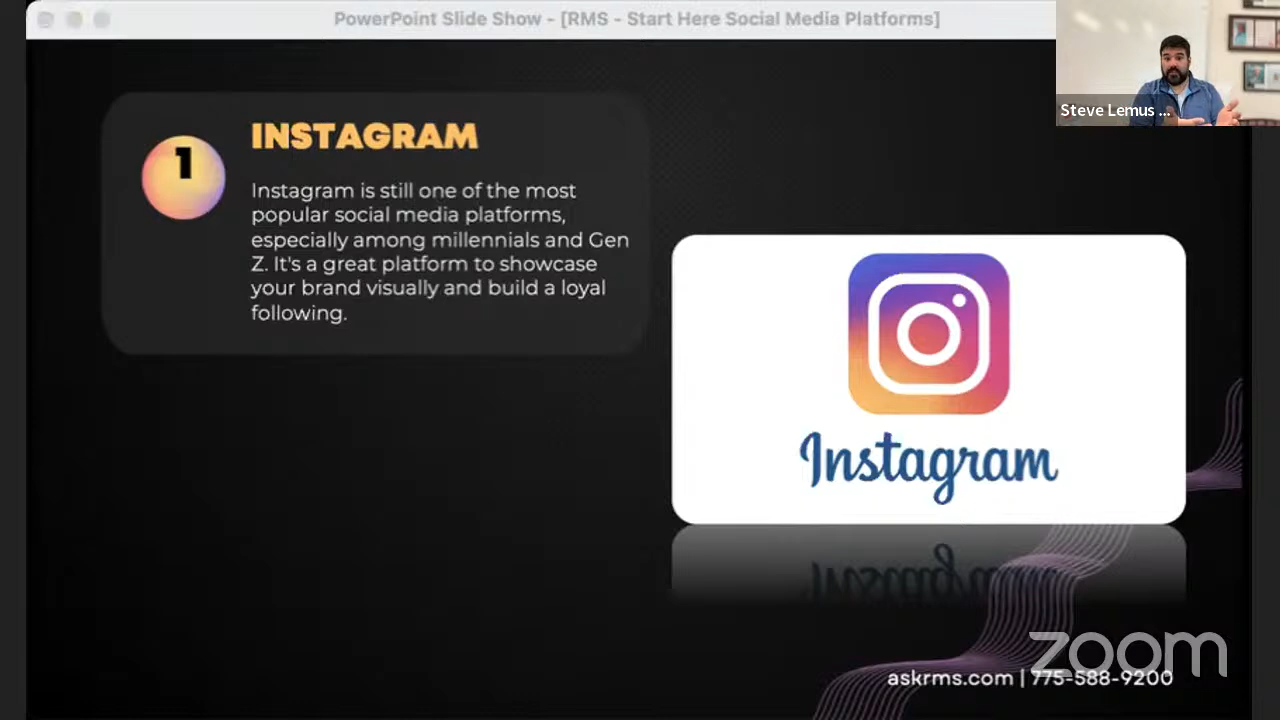 PowerPoint Slide Show - [RMS - Start Here Social Media Platforms]
Steve Lemus ...
1
INSTAGRAM
Instagram is still one of the most
popular social media platforms,
especially among millennials and Gen
Z. It's a great platform to showcase
your brand visually and build a loyal
following.
Instagram
zoom
askrms.com | 775-588-9200